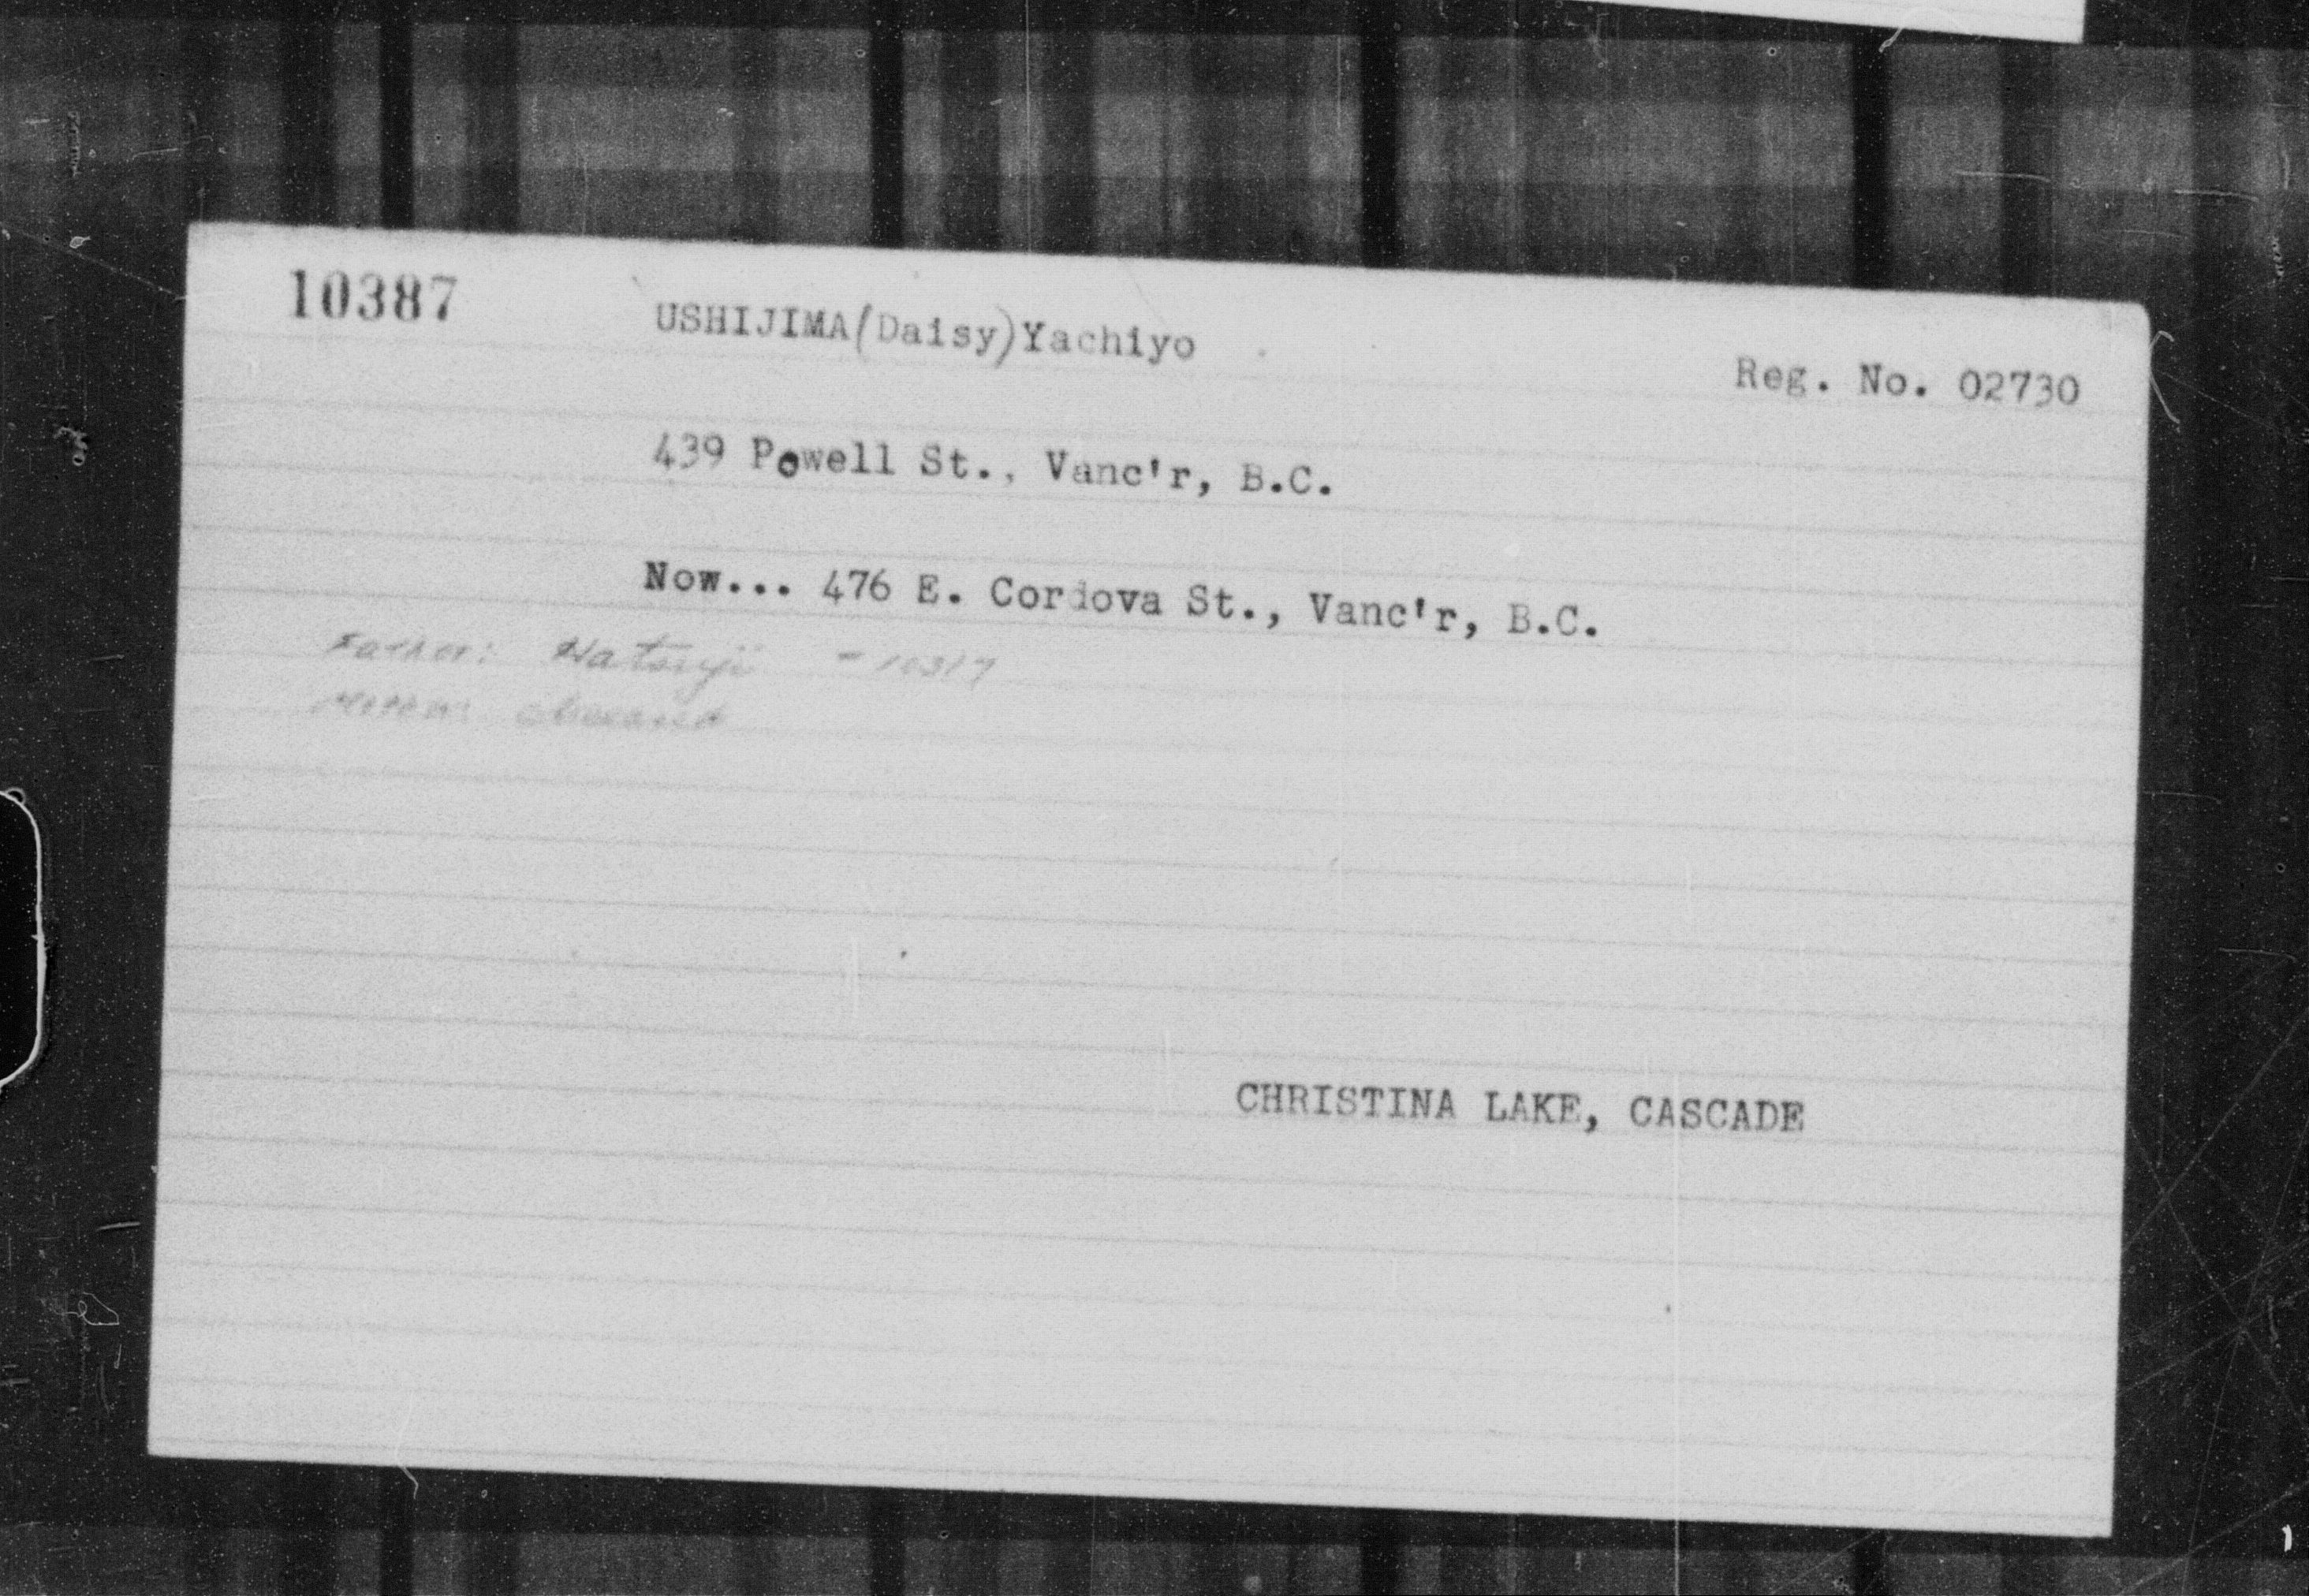 10387
USHIJIMA(Daisy)Yachiyo
Reg. No. 02730
439 Powell St., Vanc'r, B.C.
Now... 476 E. Cordova St., Vanc'r, B.C.
Father: Hatsuji
Mother:
CHRISTINA LAKE, CASCADE